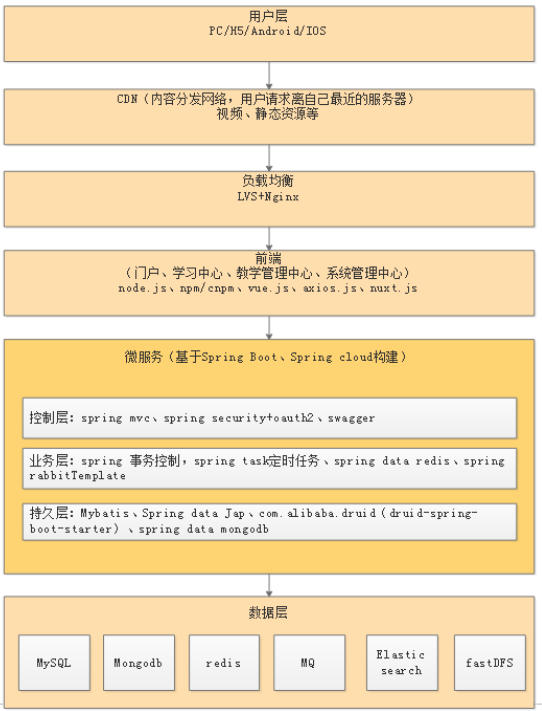 用户层
PC/H5/Android/IOS
CDN（内容分发网络，用户请求离自己最近的服务器）
视频、静态资源等
负载均衡
LVS+Nginx
前端
（门户、学习中心、教学管理中心、系统管理中心）
node.js、npm/cnpm、vue.js、axios.js、nuxt.js
微服务（基于Spring Boot、Spring cloud构建）
控制层：spring mvc、spring security+oauth2、swagger
业务层：spring 事务控制，spring task定时任务、spring data redis、spring
rabbitTemplate
持久层：Mybatis、Spring data Jap、com.alibaba.druid（druid-spring-
boot-starter）、spring data mongodb
数据层
MySQL
Mongodb
redis
MQ
Elastic
search
fastDFS